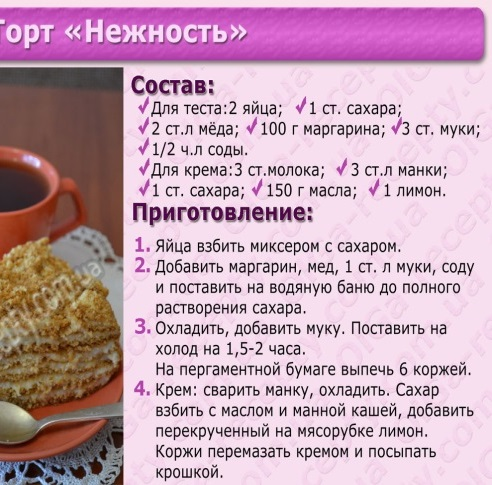 Торт «Нежность»
Состав:
Для теста:2 яйца; 1 ст. сахара;
2 ст.л мёда; 100 г маргарина; 3 ст. муки;
1/2 ч.л соды.
Для крема:3 ст.молока; 3 ст.л манки;
1 ст. сахара; 150 г масла; 1 лимон.
Приготовление:
1. Яйца взбить миксером с сахаром.
2. Добавить маргарин, мед, 1 ст. л муки, соду
и поставить на водяную баню до полного
растворения сахара.
3. Охладить, добавить муку. Поставить на
холод на 1,5-2 часа.
На пергаментной бумаге выпечь 6 коржей.
4. Крем: сварить манку, охладить. Сахар
взбить с маслом и манной кашей, добавить
перекрученный на мясорубке лимон.
Коржи перемазать кремом и посыпать
крошкой.